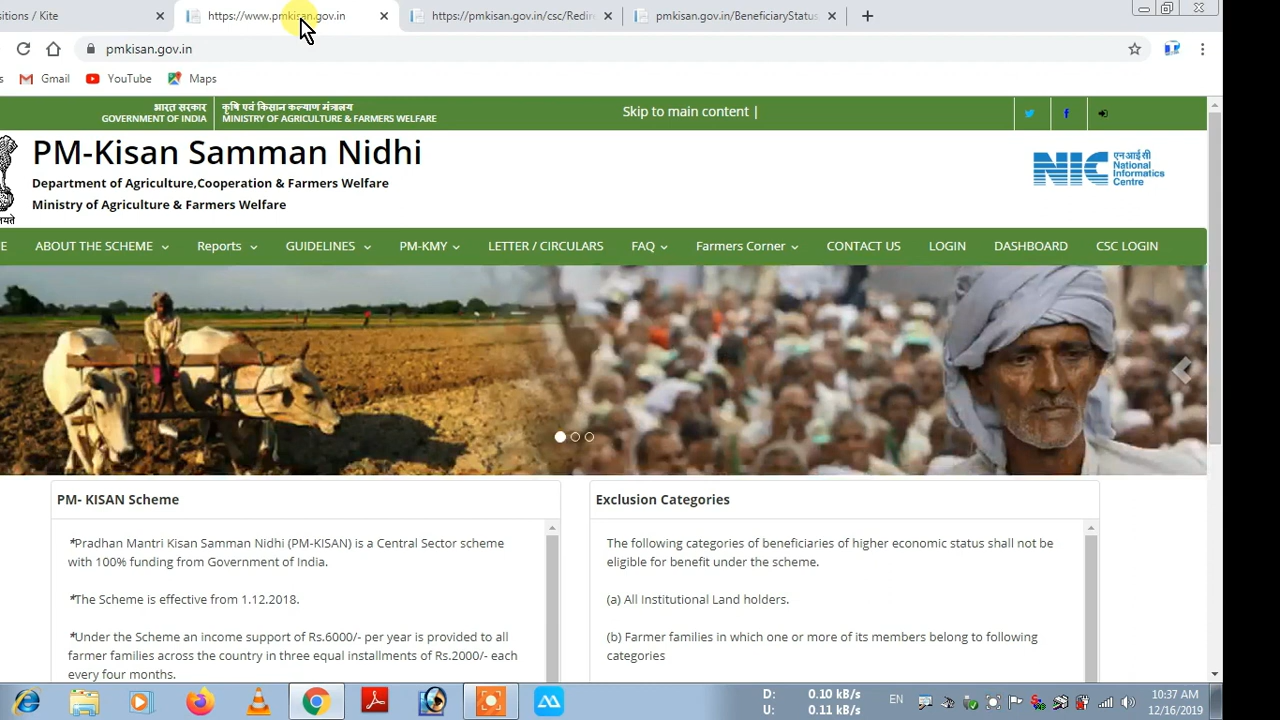 sitions / Kite
https://www.pmkisan.gov.in
https://pmkisan.gov.in/csc/Redire
pmkisan.gov.in/BeneficiaryStatus
pmkisan.gov.in
s
Gmail
YouTube
Maps
भारत सरकार
GOVERNMENT OF INDIA
कृषि एवं किसान कल्याण मंत्रालय
MINISTRY OF AGRICULTURE & FARMERS WELFARE
Skip to main content |
PM-Kisan Samman Nidhi
Department of Agriculture,Cooperation & Farmers Welfare
Ministry of Agriculture & Farmers Welfare
NIC
एन आई सी
National
Informatics
Centre
E ABOUT THE SCHEME Reports GUIDELINES PM-KMY LETTER / CIRCULARS FAQ Farmers Corner CONTACT US LOGIN DASHBOARD CSC LOGIN
PM- KISAN Scheme
*Pradhan Mantri Kisan Samman Nidhi (PM-KISAN) is a Central Sector scheme
with 100% funding from Government of India.
*The Scheme is effective from 1.12.2018.
*Under the Scheme an income support of Rs.6000/- per year is provided to all
farmer families across the country in three equal installments of Rs.2000/- each
every four months.
Exclusion Categories
The following categories of beneficiaries of higher economic status shall not be
eligible for benefit under the scheme.
(a) All Institutional Land holders.
(b) Farmer families in which one or more of its members belong to following
categories
D: 0.10 kB/s
U: 0.11 kB/s
EN
10:37 AM
12/16/2019